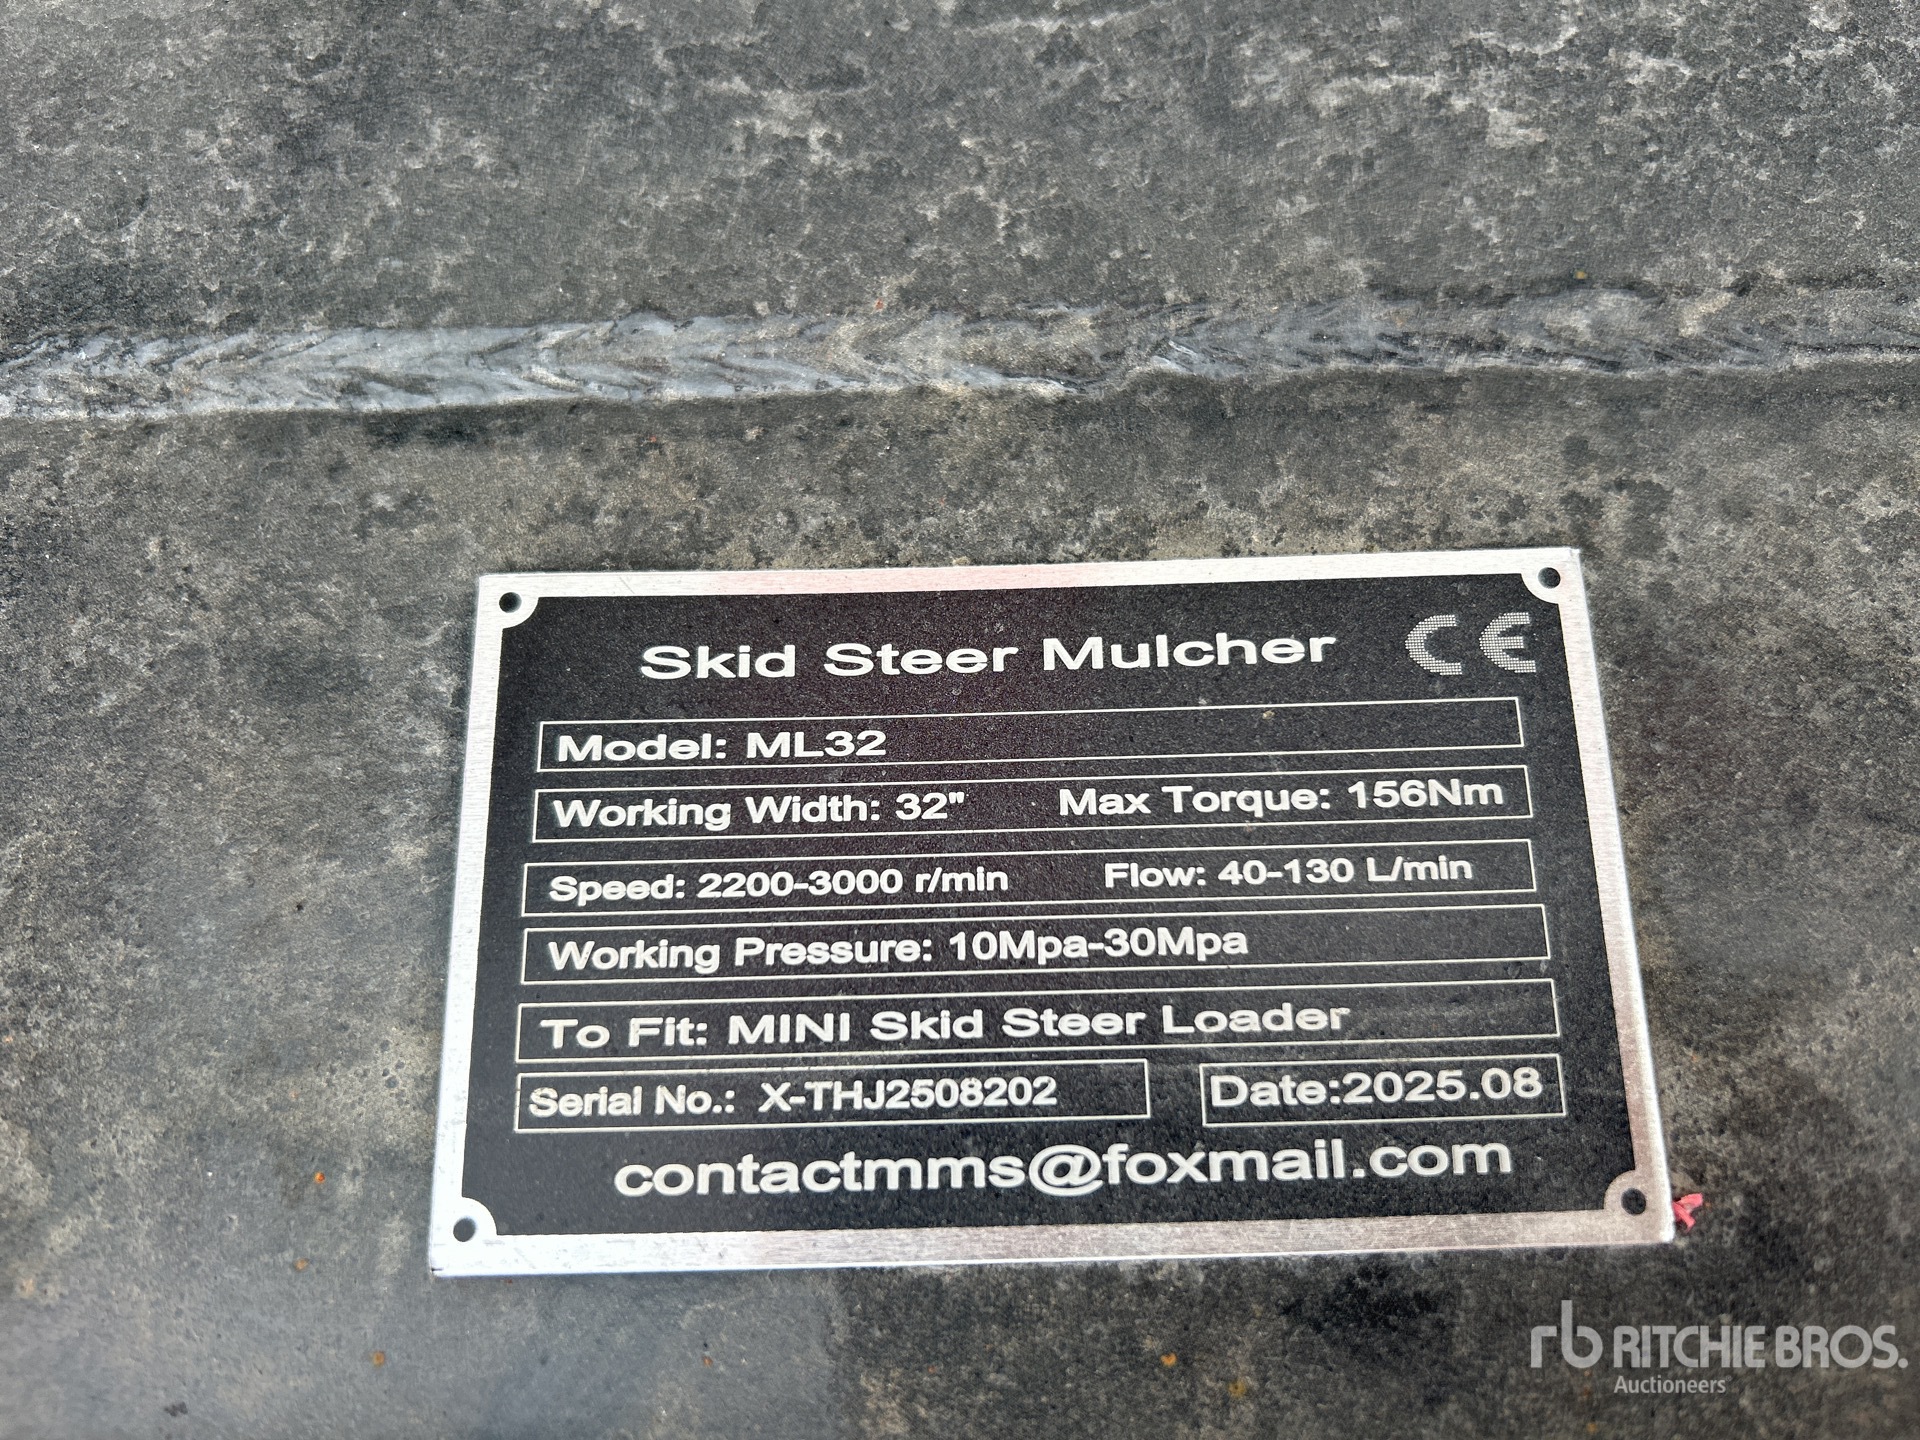 Skid Steer Mulcher CE
Model: ML32
Working Width: 32" Max Torque: 156Nm
Speed: 2200-3000 r/min Flow: 40-130 L/min
Working Pressure: 10Mpa-30Mpa
To Fit: MINI Skid Steer Loader
Serial No.: X-THJ2508202 Date:2025.08
contactmms@foxmail.com
rb RITCHIE BROS.
Auctioneers